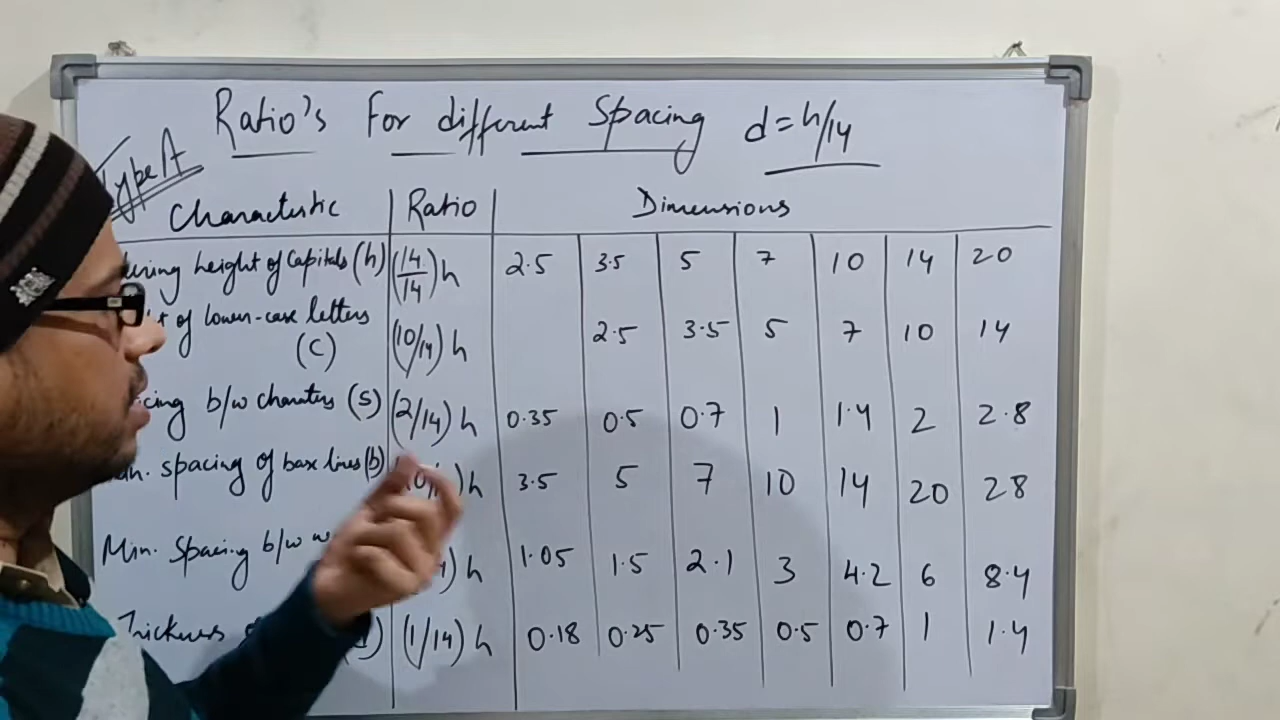 Ratio's For different Spacing d=h/14
Type A
Characterstic Ratio Dimensions
height of Capitals (h) (14/14)h 2.5 3.5 5 7 10 14 20
of lower-case letters (C) (10/14)h 2.5 3.5 5 7 10 14
b/w charaters (S) (2/14)h 0.35 0.5 0.7 1 1.4 2 2.8
spacing of base lines (b) h 3.5 5 7 10 14 20 28
Min. Spacing b/w h 1.05 1.5 2.1 3 4.2 6 8.4
Thickness (1/14)h 0.18 0.25 0.35 0.5 0.7 1 1.4